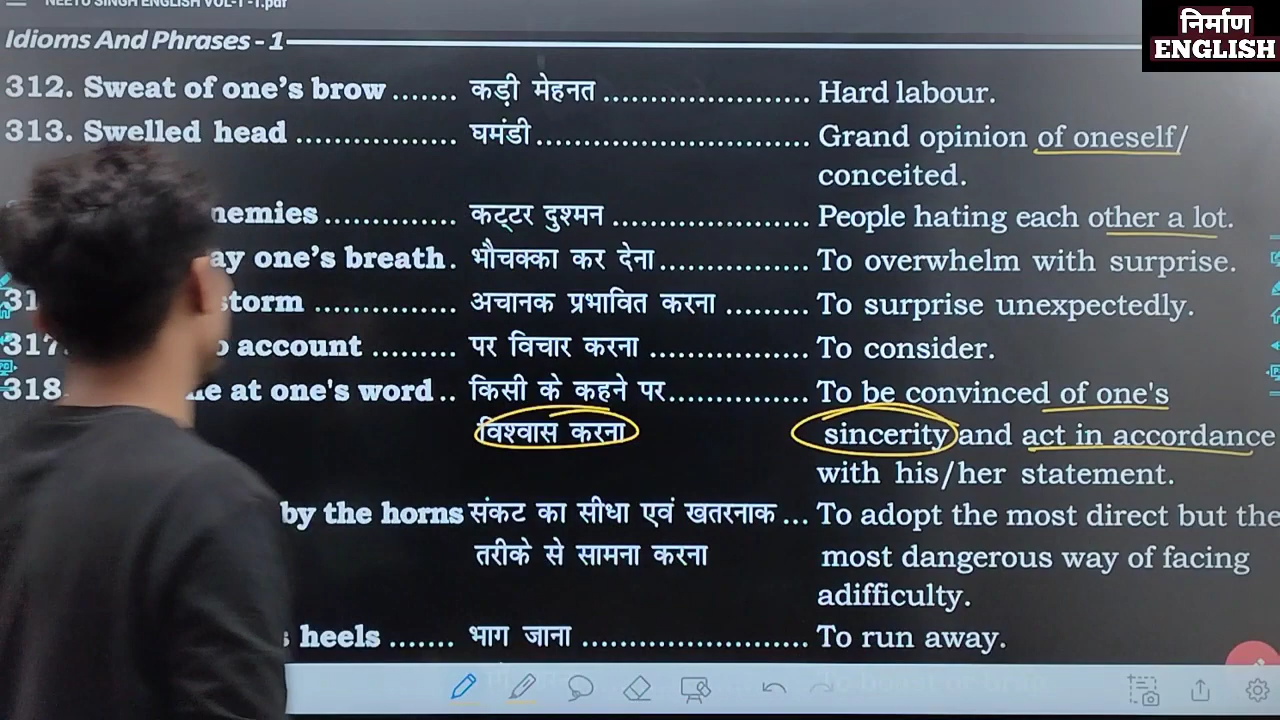 NEETU SINGH ENGLISH VOL-1 -1.pdf
निर्माण
ENGLISH
Idioms And Phrases - 1
312. Sweat of one’s brow ....... कड़ी मेहनत ....................... Hard labour.
313. Swelled head ................. घमंडी ............................. Grand opinion of oneself/
conceited.
nemies .............. कट्टर दुश्मन ..................... People hating each other a lot.
ay one’s breath . भौचक्का कर देना ................ To overwhelm with surprise.
31 storm ............... अचानक प्रभावित करना ......... To surprise unexpectedly.
317. o account ......... पर विचार करना ................. To consider.
318 e at one's word .. किसी के कहने पर ............... To be convinced of one's
विश्वास करना sincerity and act in accordance
with his/her statement.
by the horns संकट का सीधा एवं खतरनाक ... To adopt the most direct but the
तरीके से सामना करना most dangerous way of facing
adifficulty.
s heels ....... भाग जाना ......................... To run away.